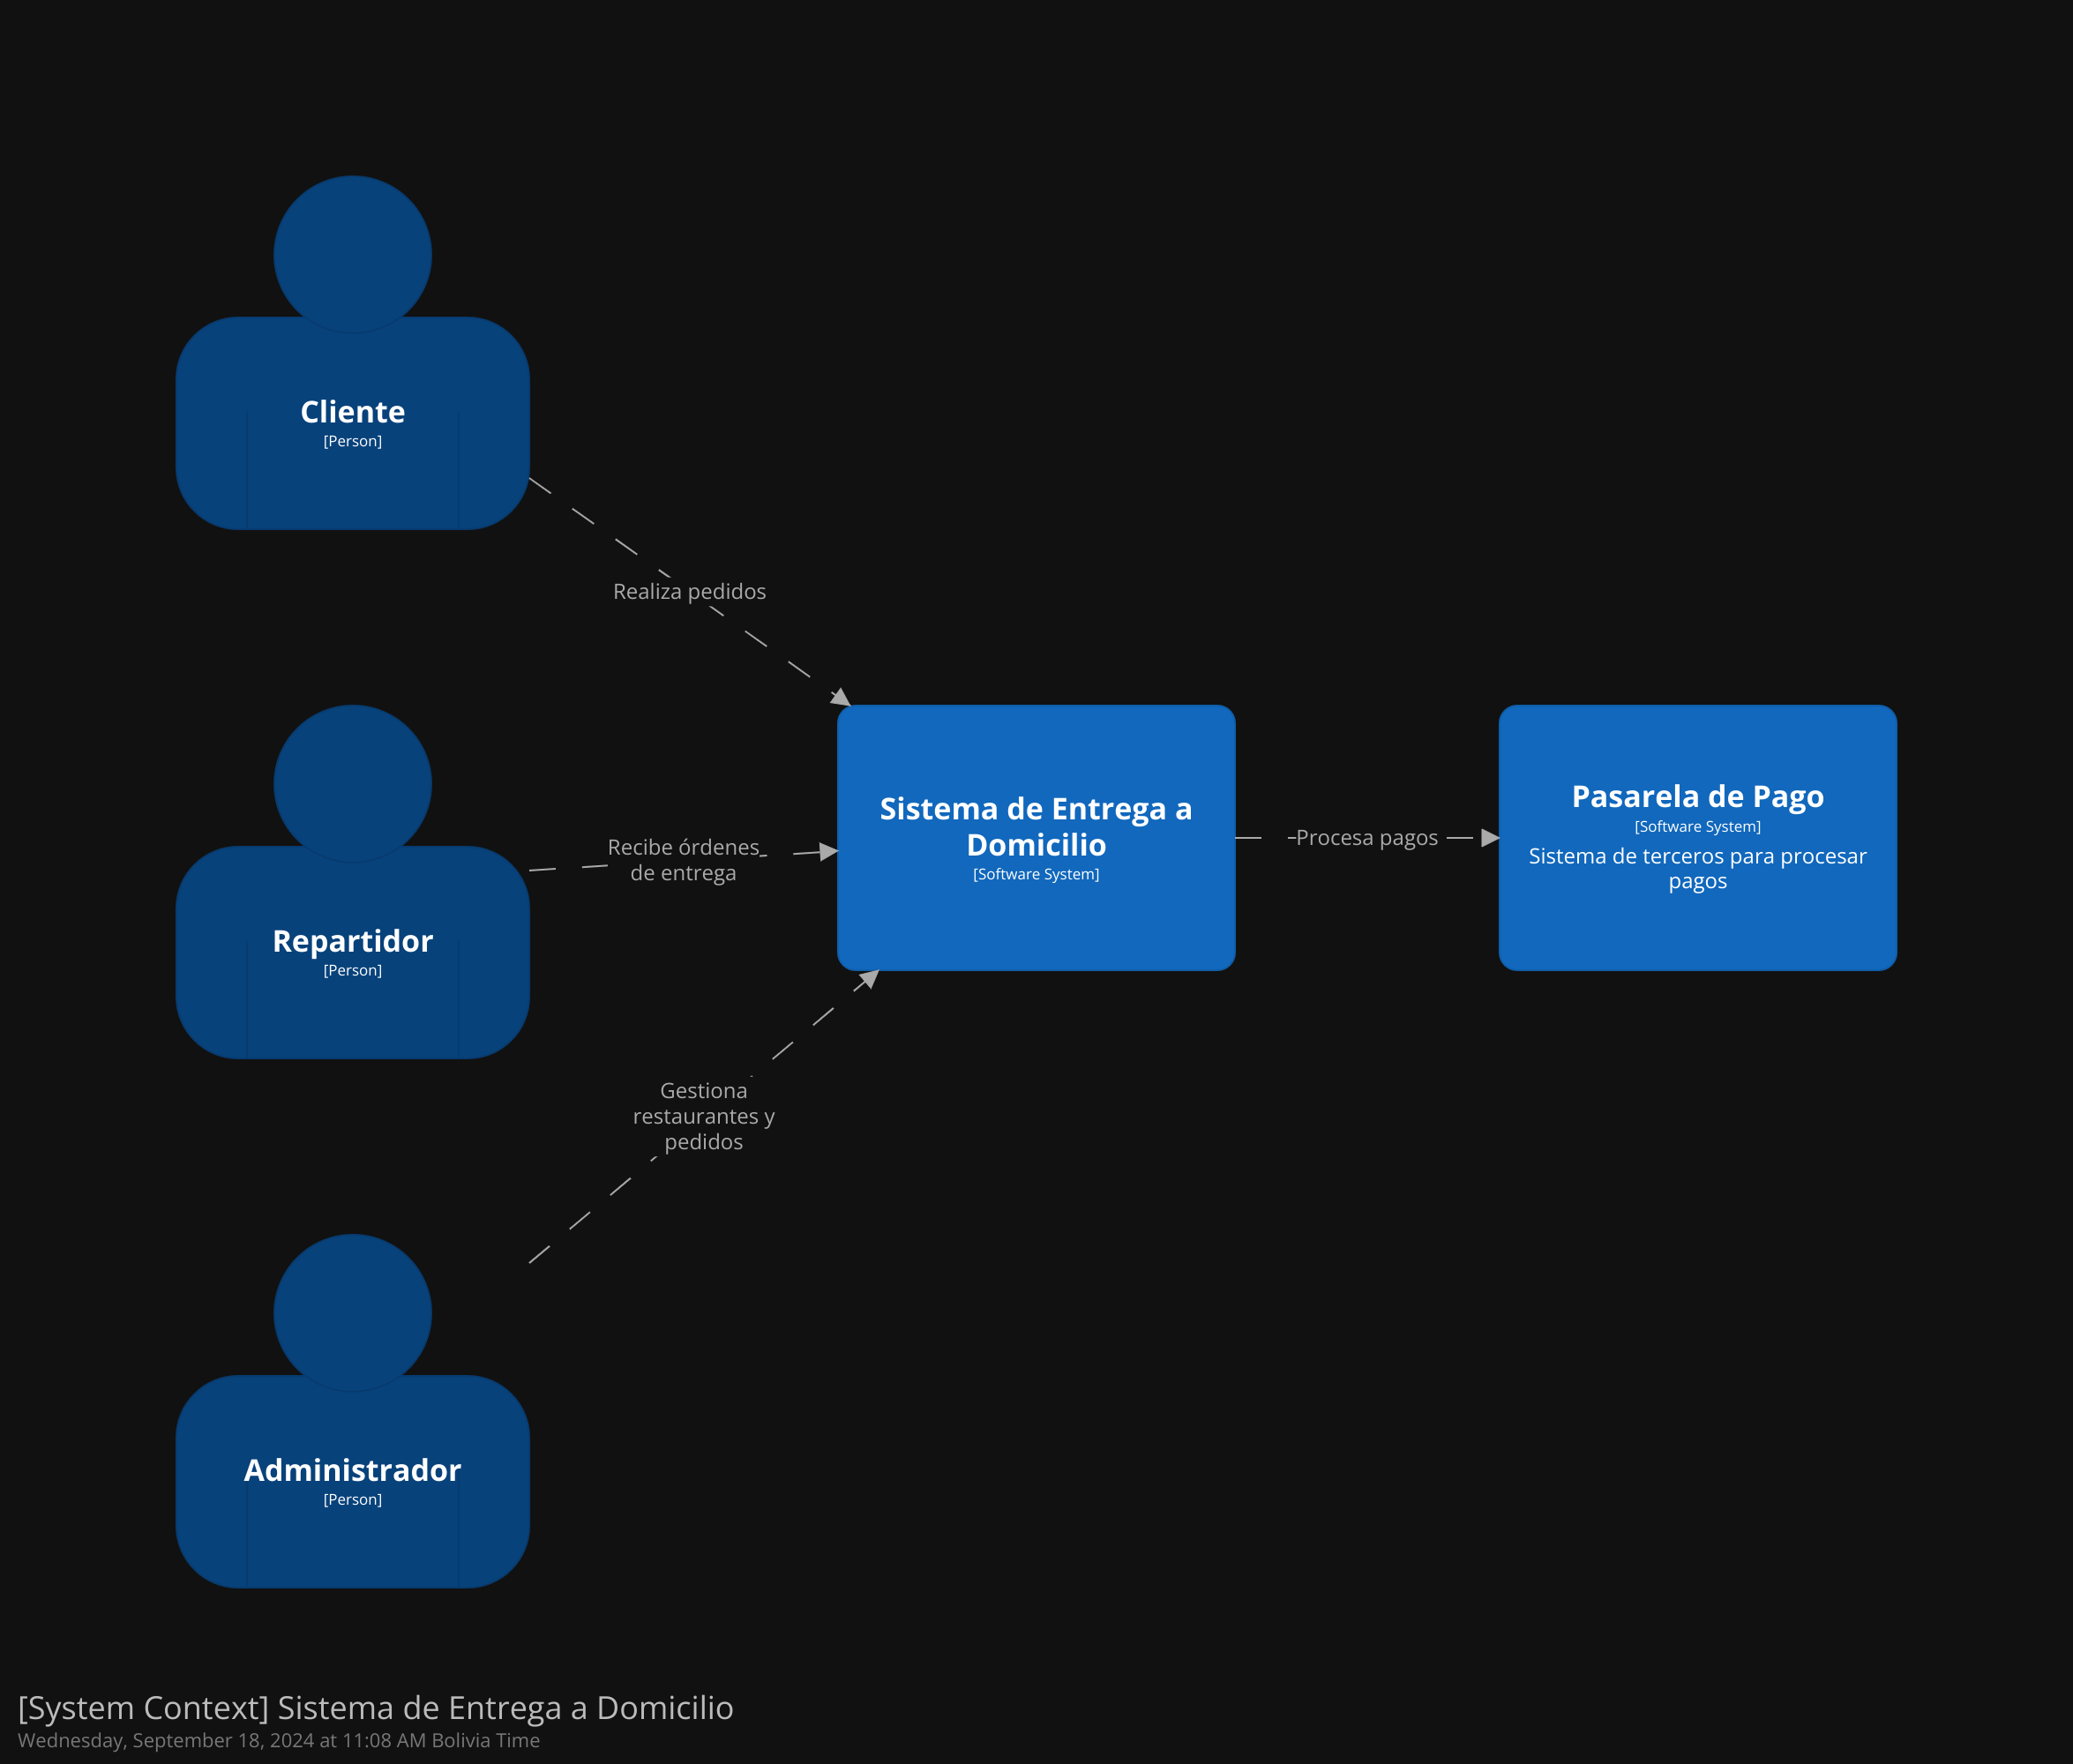 Cliente
[Person]
Realiza pedidos
Repartidor
[Person]
Recibe órdenes
de entrega
Sistema de Entrega a
Domicilio
[Software System]
Procesa pagos
Pasarela de Pago
[Software System]
Sistema de terceros para procesar
pagos
Gestiona
restaurantes y
pedidos
Administrador
[Person]
[System Context] Sistema de Entrega a Domicilio
Wednesday, September 18, 2024 at 11:08 AM Bolivia Time